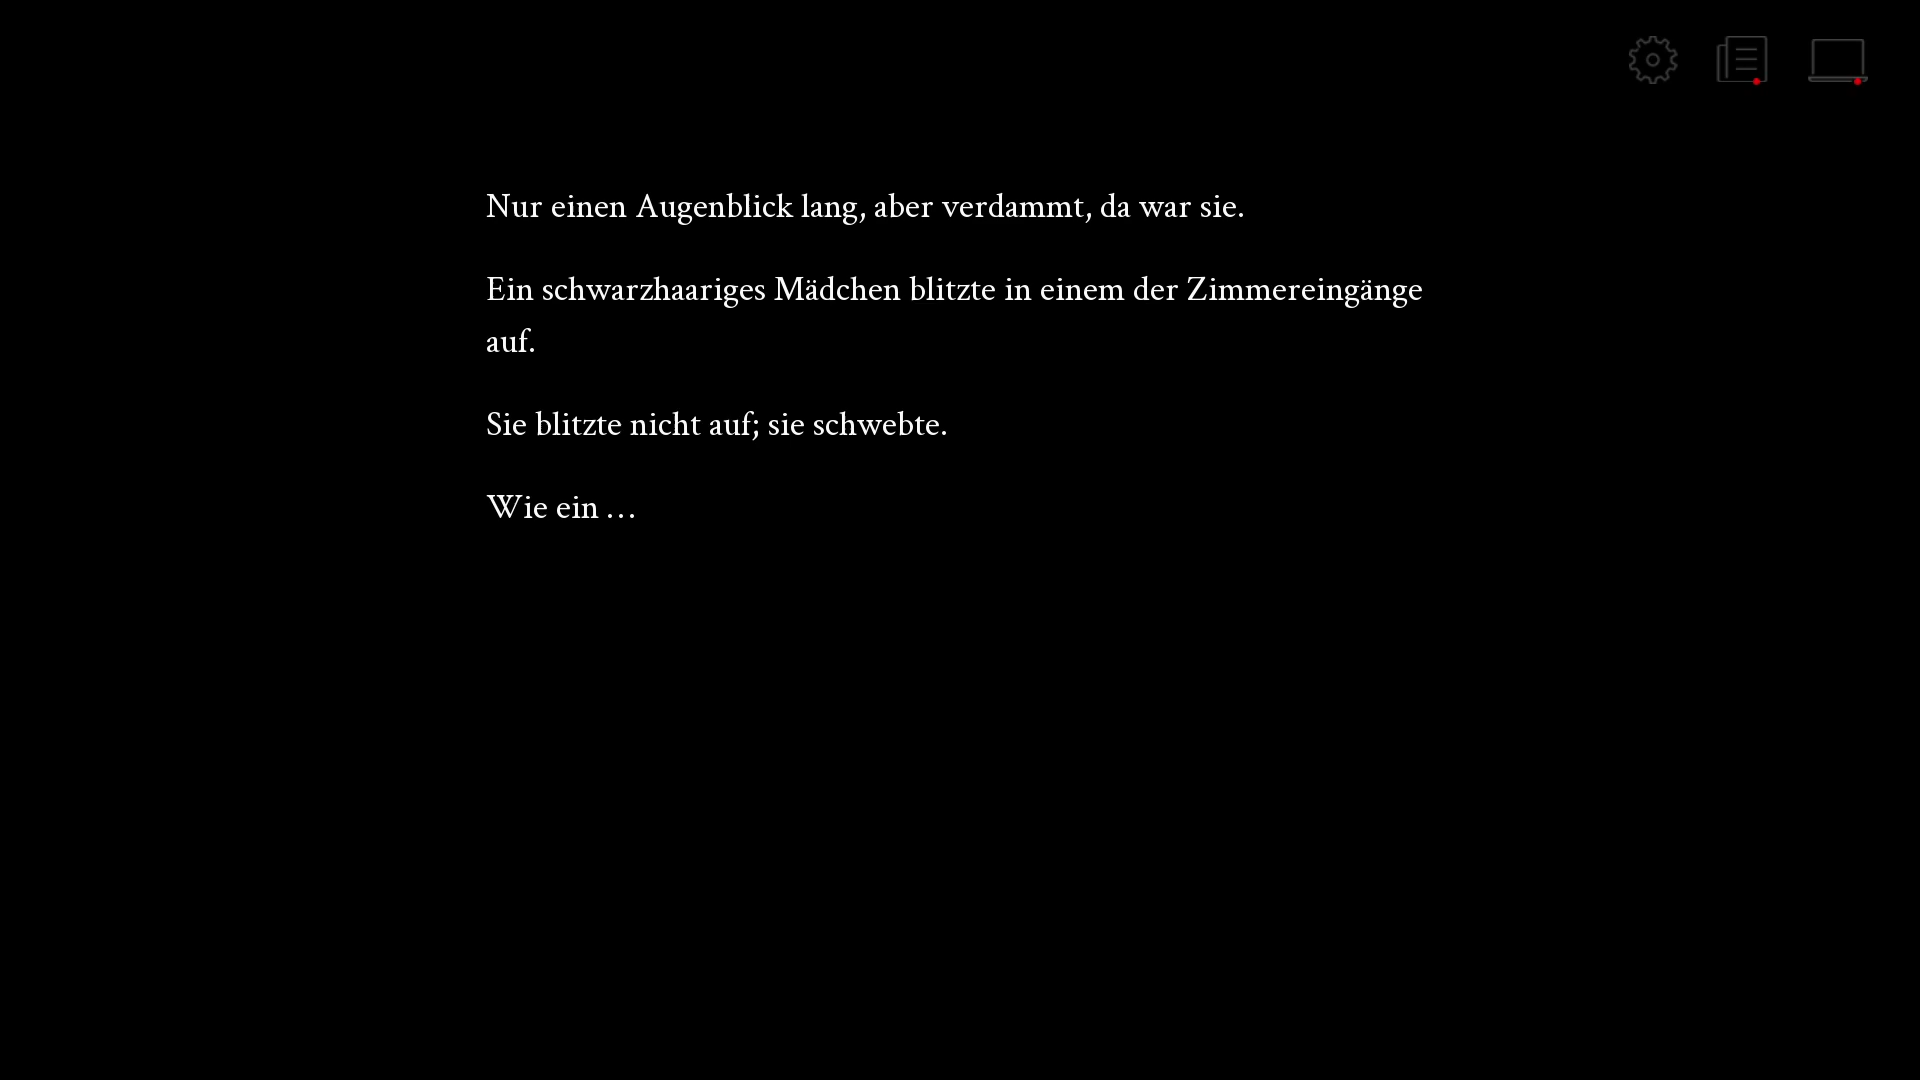 Nur einen Augenblick lang, aber verdammt, da war sie.
Ein schwarzhaariges Mädchen blitzte in einem der Zimmereingänge
auf.
Sie blitzte nicht auf; sie schwebte.
Wie ein …